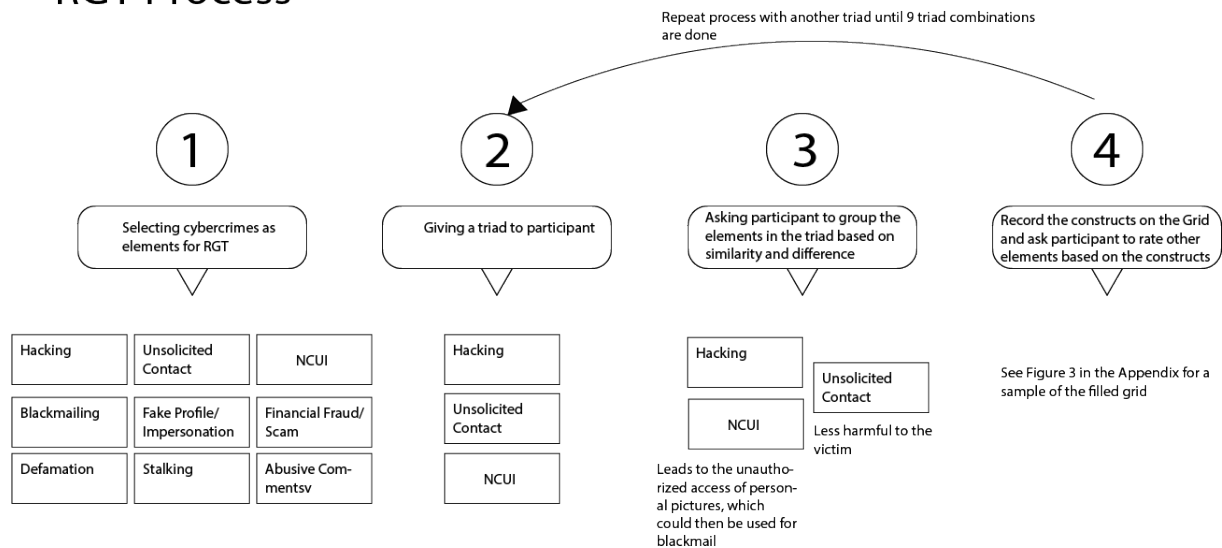 RGT Process
Repeat process with another triad until 9 triad combinations
are done
1
2
3
4
Selecting cybercrimes as
elements for RGT
Giving a triad to participant
Asking participant to group the
elements in the triad based on
similarity and difference
Record the constructs on the Grid
and ask participant to rate other
elements based on the constructs
Hacking
Unsolicited
Contact
NCUI
Blackmailing
Fake Profile/
Impersonation
Financial Fraud/
Scam
Defamation
Stalking
Abusive Com-
mentsv
Hacking
Unsolicited
Contact
NCUI
Hacking
NCUI
Leads to the unautho-
rized access of person-
al pictures, which
could then be used for
blackmail
Unsolicited
Contact
Less harmful to the
victim
See Figure 3 in the Appendix for a
sample of the filled grid